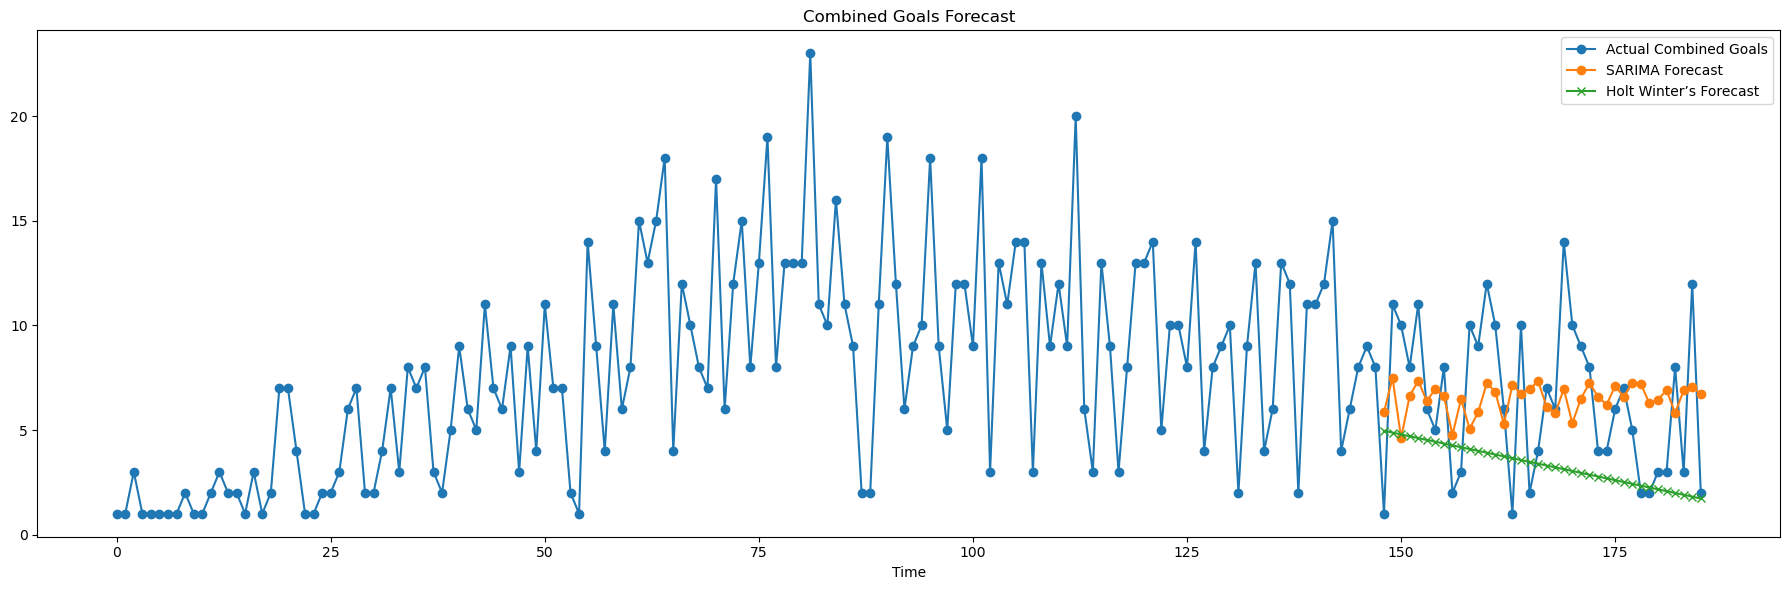 Combined Goals Forecast
Actual Combined Goals
SARIMA Forecast
Holt Winter’s Forecast
20
15
10
5
0
0 25 50 75 100 125 150 175
Time